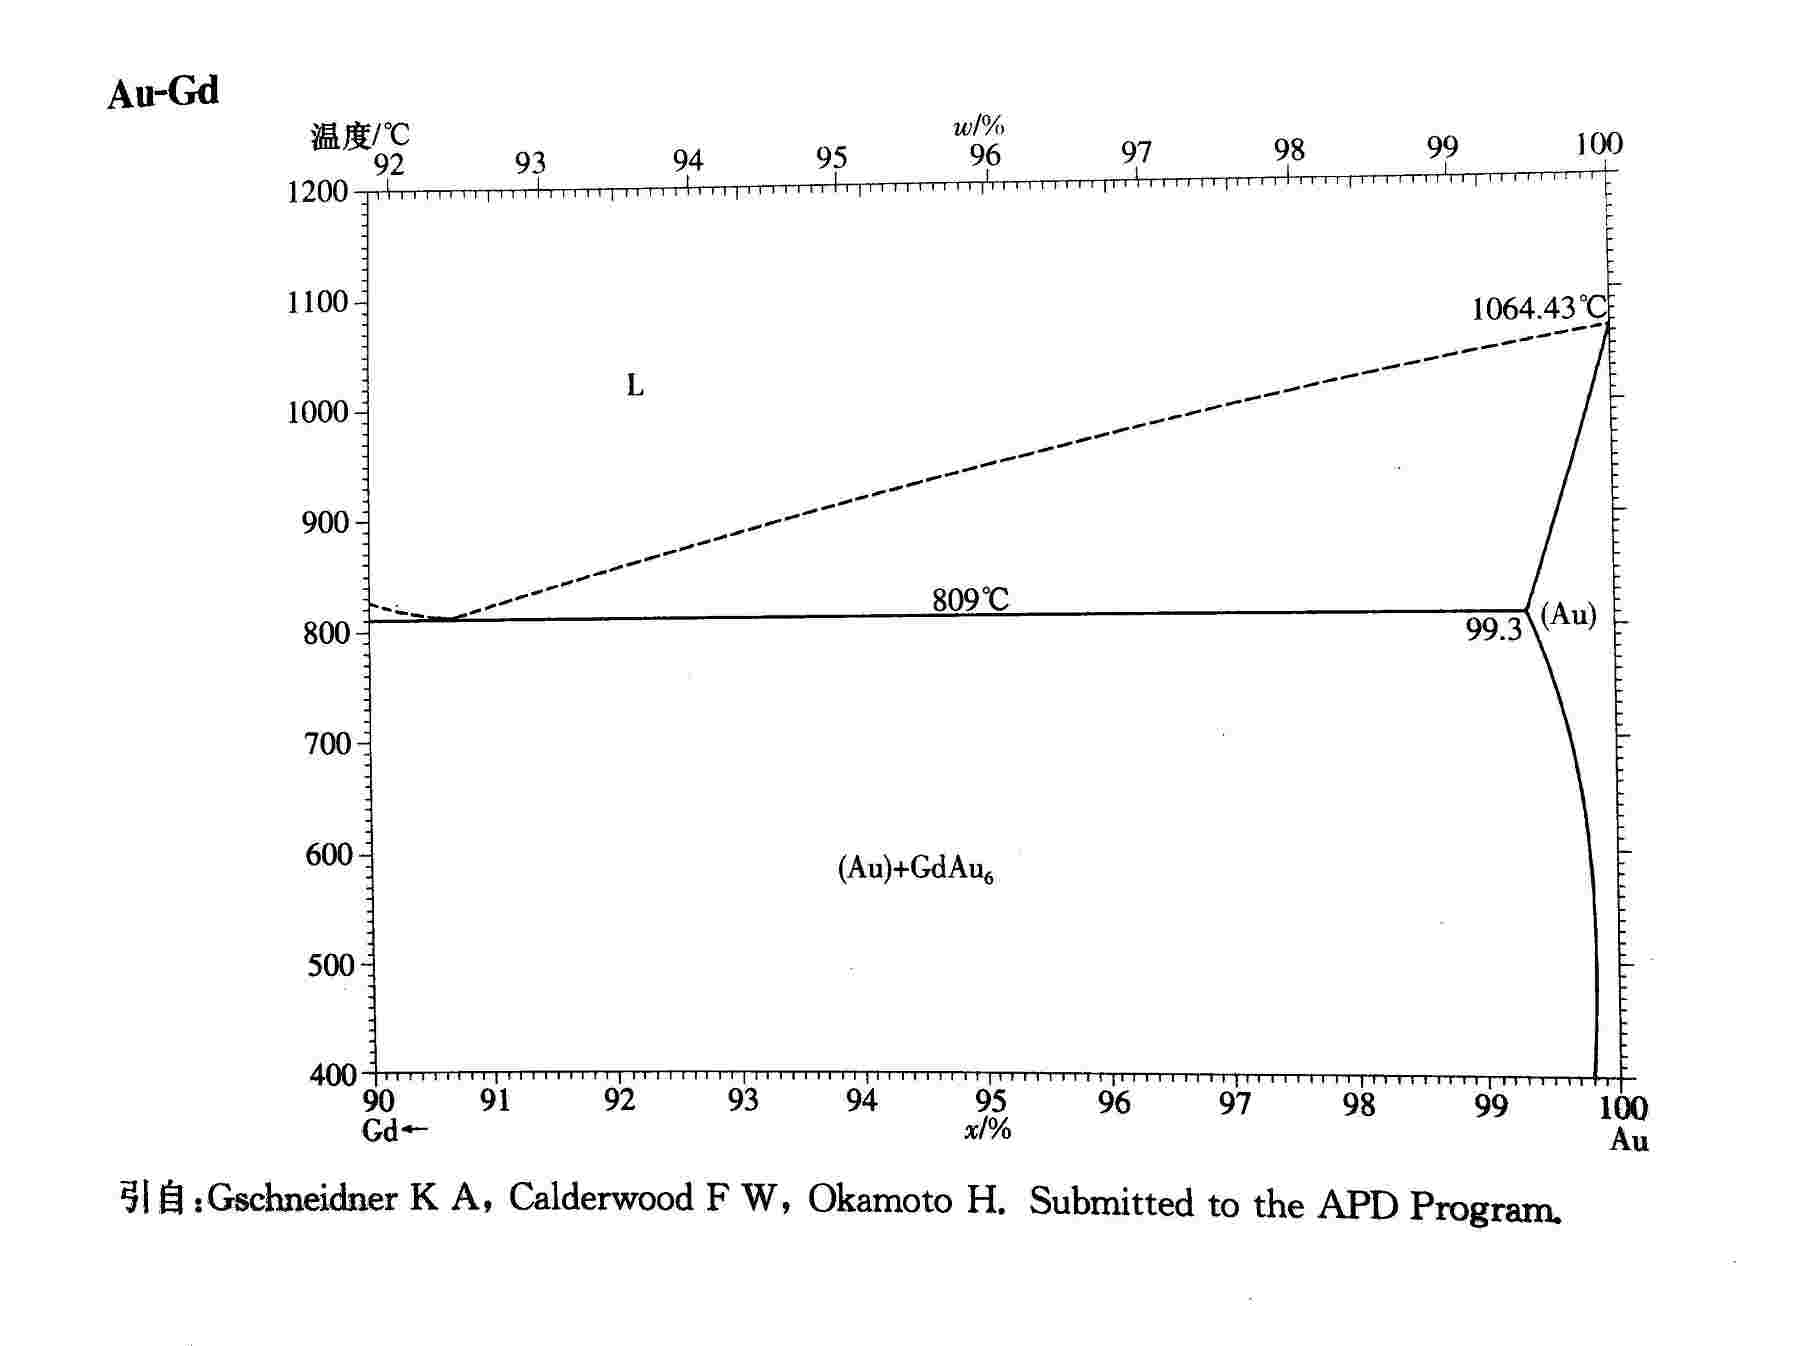 Au-Gd
温度/℃
w/%
92 93 94 95 96 97 98 99 100
1200
1100
1064.43℃
L
1000
900
809℃
(Au)
800
99.3
700
600
(Au)+GdAu₆
500
400
90 91 92 93 94 95 96 97 98 99 100
Gd← x/% Au
引自:Gschneidner K A, Calderwood F W, Okamoto H. Submitted to the APD Program.